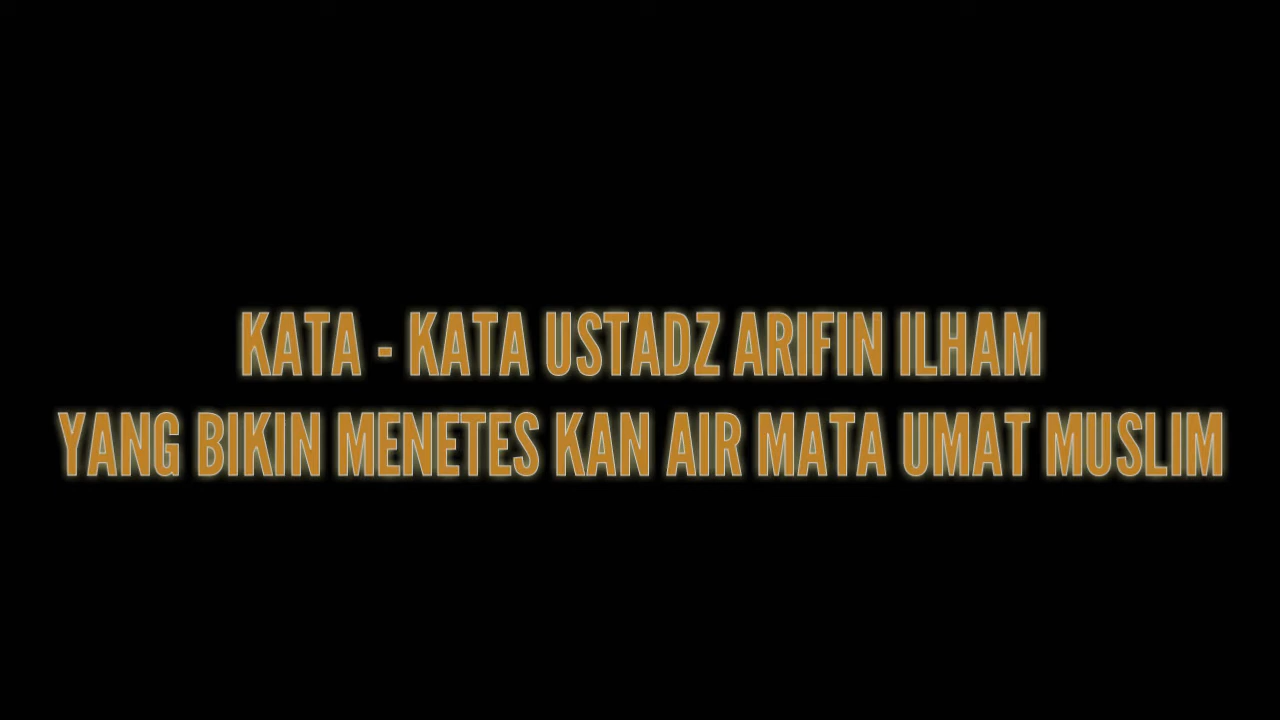 KATA - KATA USTADZ ARIFIN ILHAM
YANG BIKIN MENETES KAN AIR MATA UMAT MUSLIM